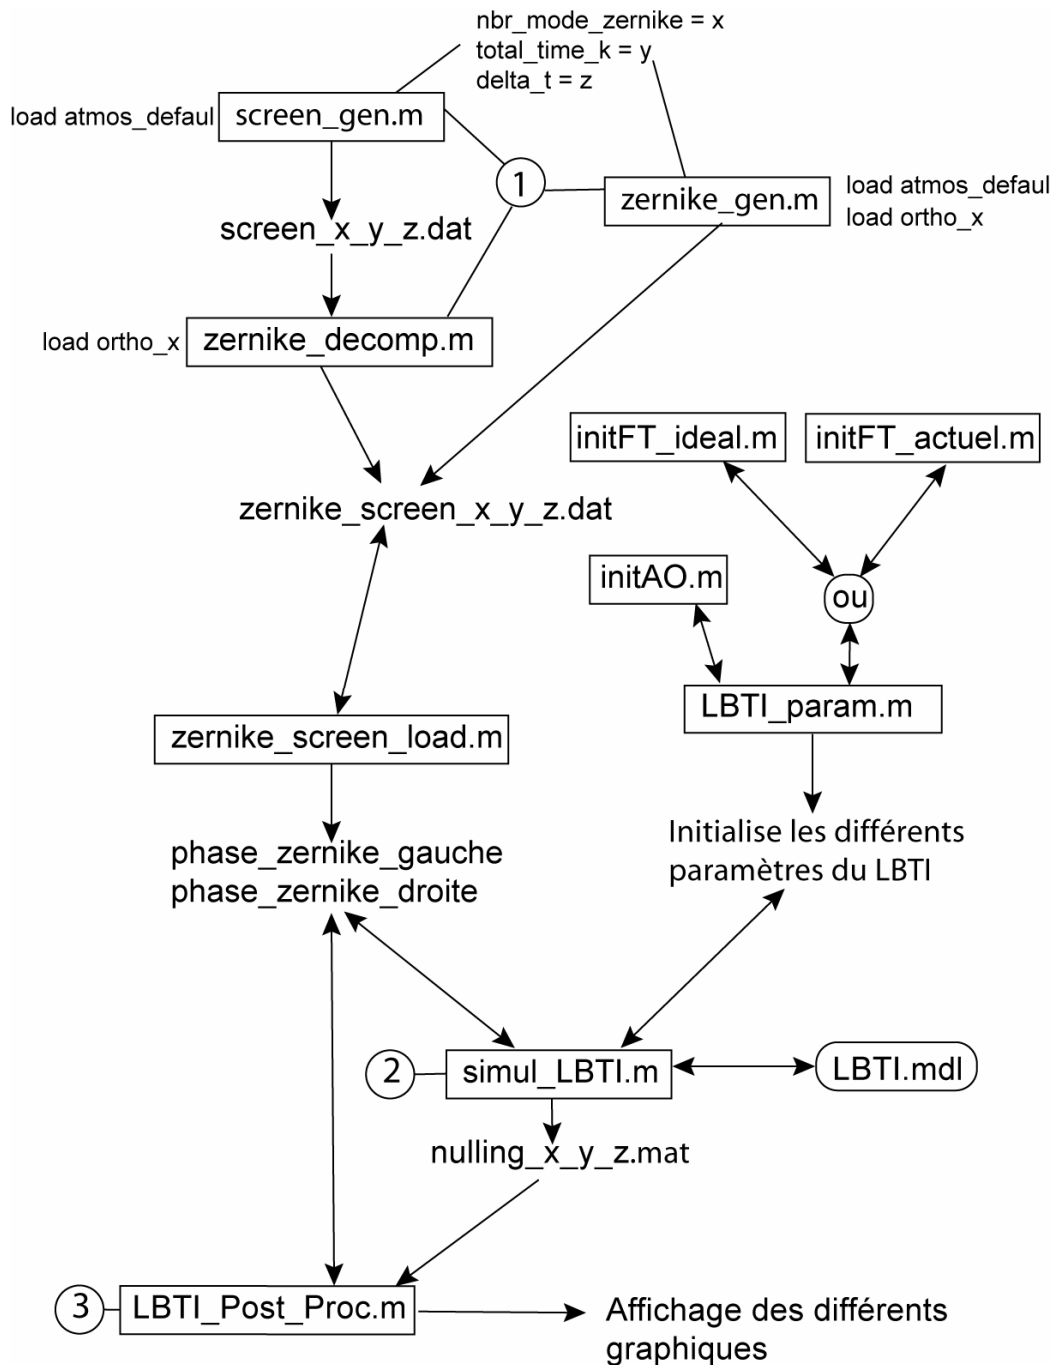 nbr_mode_zernike = x
total_time_k = y
delta_t = z
load atmos_defaul
screen_gen.m
1
zernike_gen.m
load atmos_defaul
load ortho_x
screen_x_y_z.dat
load ortho_x
zernike_decomp.m
initFT_ideal.m
initFT_actuel.m
zernike_screen_x_y_z.dat
initAO.m
ou
LBTI_param.m
zernike_screen_load.m
Initialise les différents
paramètres du LBTI
phase_zernike_gauche
phase_zernike_droite
2
simul_LBTI.m
LBTI.mdl
nulling_x_y_z.mat
3
LBTI_Post_Proc.m
Affichage des différents
graphiques